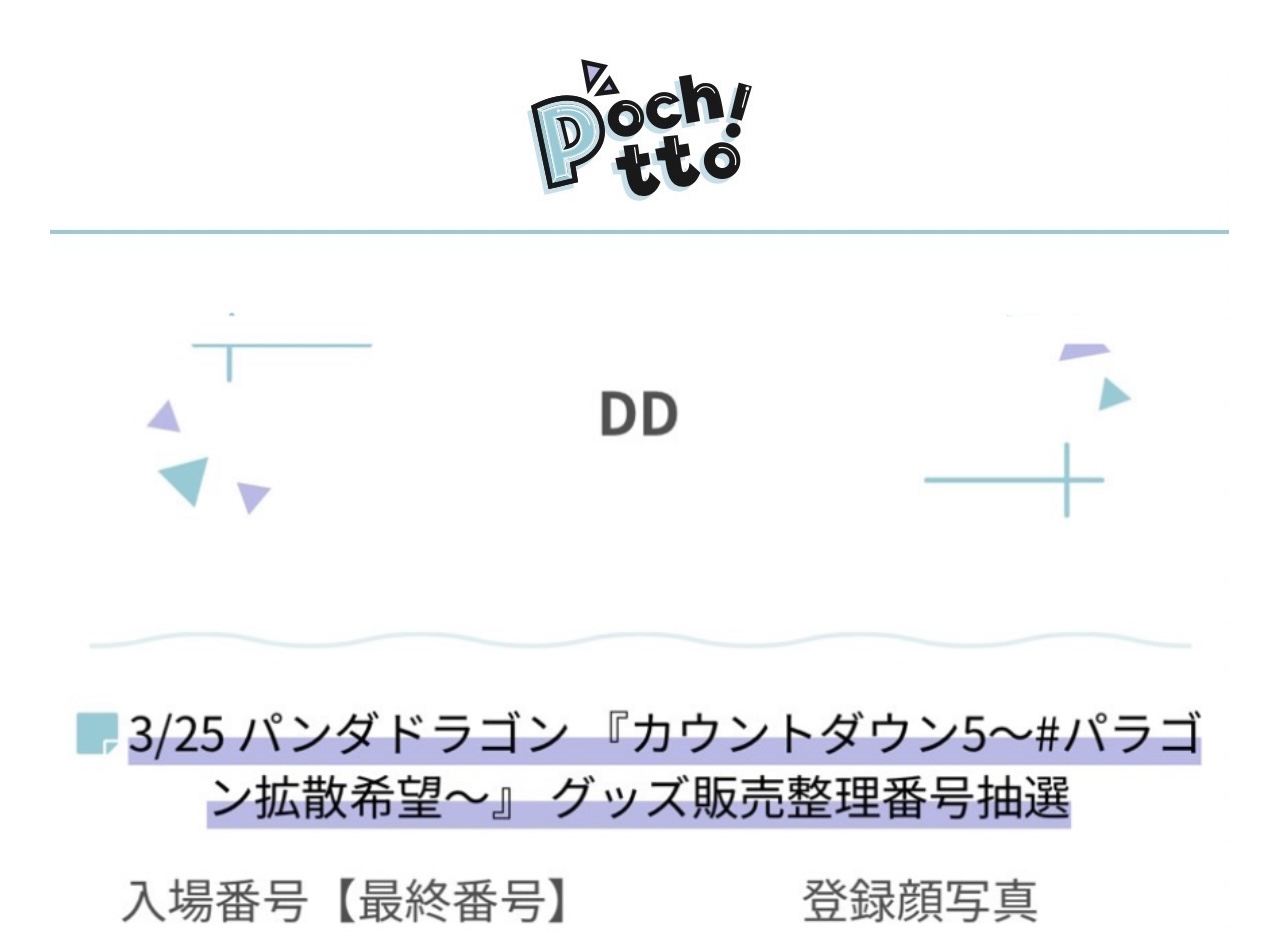 Poch!
tto
DD
3/25 パンダドラゴン 『カウントダウン5〜#パラゴ
ン拡散希望〜』 グッズ販売整理番号抽選
入場番号【最終番号】 登録顔写真